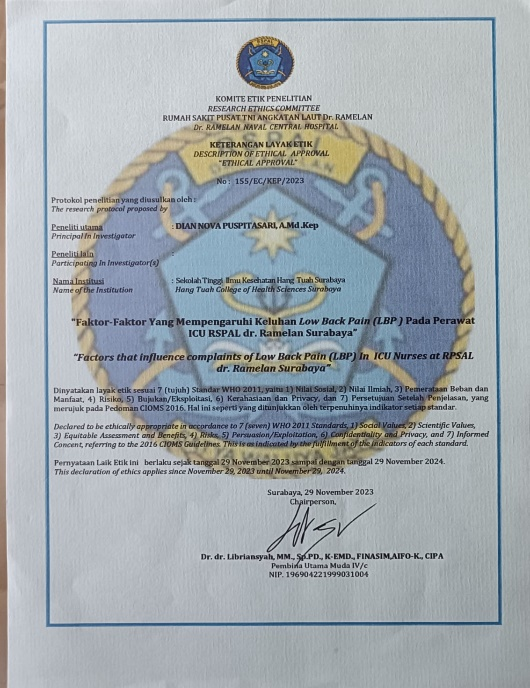 KOMITE ETIK PENELITIAN
RESEARCH ETHICS COMMITTEE
RUMAH SAKIT PUSAT TNI ANGKATAN LAUT Dr. RAMELAN
Dr. RAMELAN NAVAL CENTRAL HOSPITAL
KETERANGAN LAYAK ETIK
DESCRIPTION OF ETHICAL APPROVAL
"ETHICAL APPROVAL"
No : 155/EC/KEP/2023
Protokol penelitian yang diusulkan oleh :
The research protocol proposed by
Peneliti utama : DIAN NOVA PUSPITASARI, A.Md .Kep
Principal In Investigator
Peneliti lain :
Participating In Investigator(s)
Nama Institusi : Sekolah Tinggi Ilmu Kesehatan Hang Tuah Surabaya
Name of the Institution Hang Tuah College of Health Sciences Surabaya
"Faktor-Faktor Yang Mempengaruhi Keluhan Low Back Pain (LBP ) Pada Perawat
ICU RSPAL dr. Ramelan Surabaya"
"Factors that influence complaints of Low Back Pain (LBP) in ICU Nurses at RPSAL
dr. Ramelan Surabaya"
Dinyatakan layak etik sesuai 7 (tujuh) Standar WHO 2011, yaitu 1) Nilai Sosial, 2) Nilai Ilmiah, 3) Pemerataan Beban dan
Manfaat, 4) Risiko, 5) Bujukan/Eksploitasi, 6) Kerahasiaan dan Privacy, dan 7) Persetujuan Setelah Penjelasan, yang
merujuk pada Pedoman CIOMS 2016. Hal ini seperti yang ditunjukkan oleh terpenuhinya indikator setiap standar.
Declared to be ethically appropriate in accordance to 7 (seven) WHO 2011 Standards, 1) Social Values, 2) Scientific Values,
3) Equitable Assessment and Benefits, 4) Risks, 5) Persuation/Exploitation, 6) Confidentiality and Privacy, and 7) Informed
Concent, referring to the 2016 CIOMS Guidelines. This is as indicated by the fulfillment of the indicators of each standard.
Pernyataan Laik Etik ini berlaku sejak tanggal 29 November 2023 sampai dengan tanggal 29 November 2024.
This declaration of ethics applies since November 29, 2023 until November 29, 2024.
Surabaya, 29 November 2023
Chairperson,
Dr. dr. Libriansyah, MM., Sp.PD., K-EMD., FINASIM,AIFO-K., CIPA
Pembina Utama Muda IV/c
NIP. 196904221999031004